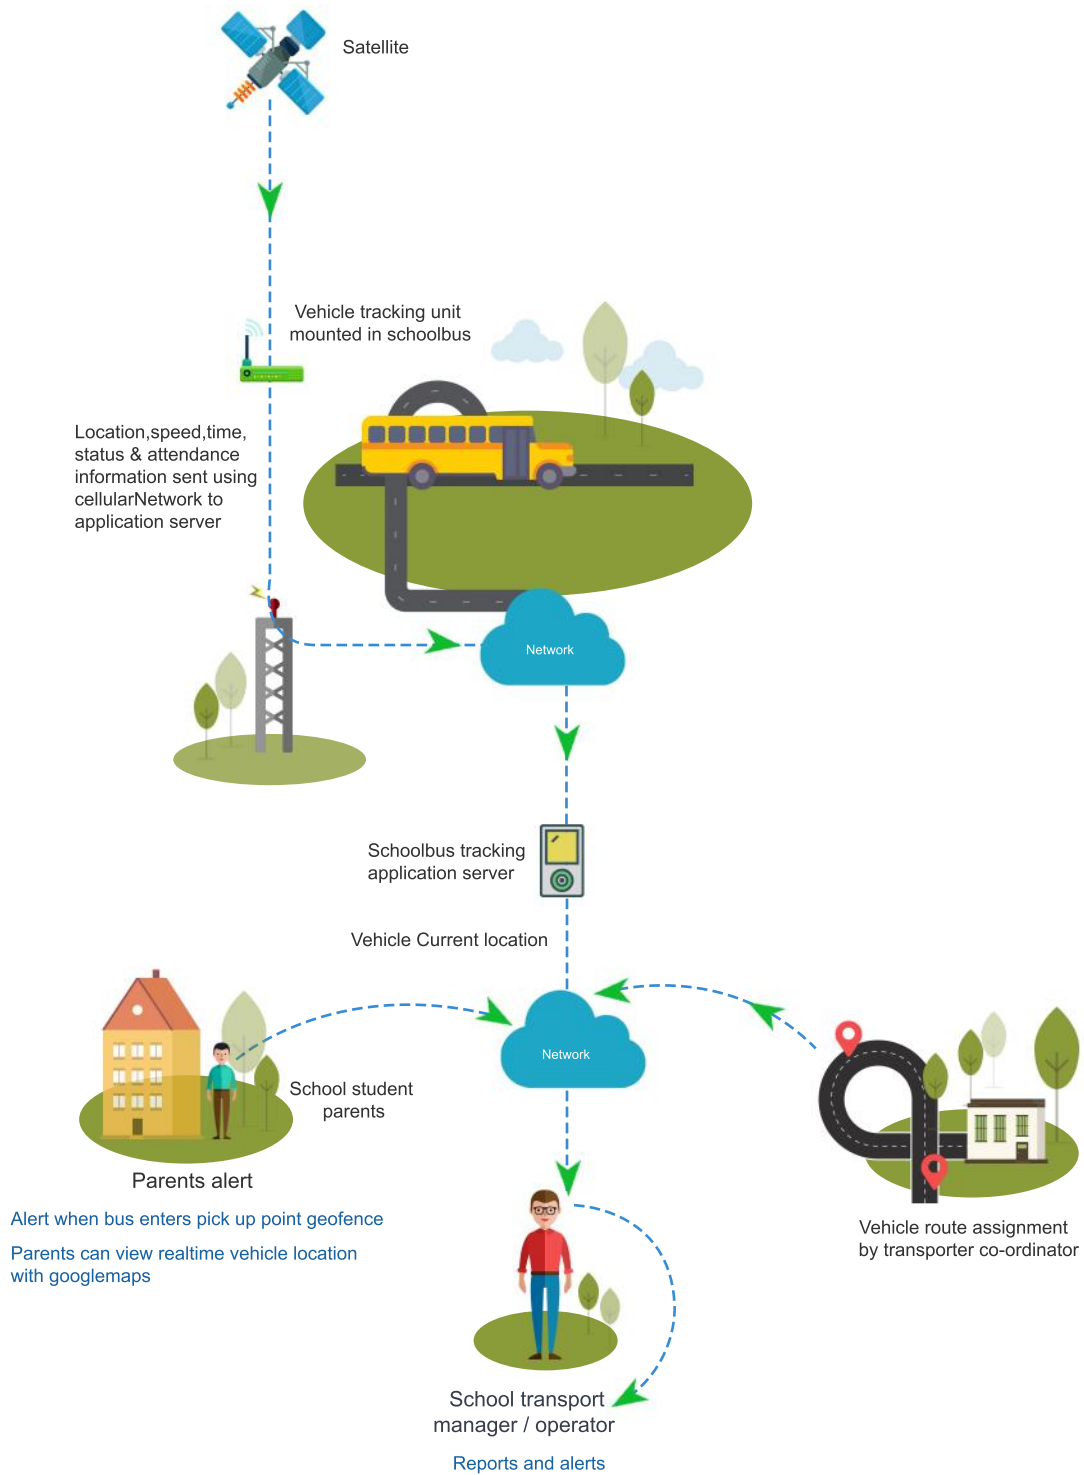 Satellite
Vehicle tracking unit
mounted in schoolbus
Location,speed,time,
status & attendance
information sent using
cellularNetwork to
application server
Network
Schoolbus tracking
application server
Vehicle Current location
Network
School student
parents
Parents alert
Alert when bus enters pick up point geofence
Parents can view realtime vehicle location
with googlemaps
Vehicle route assignment
by transporter co-ordinator
School transport
manager / operator
Reports and alerts